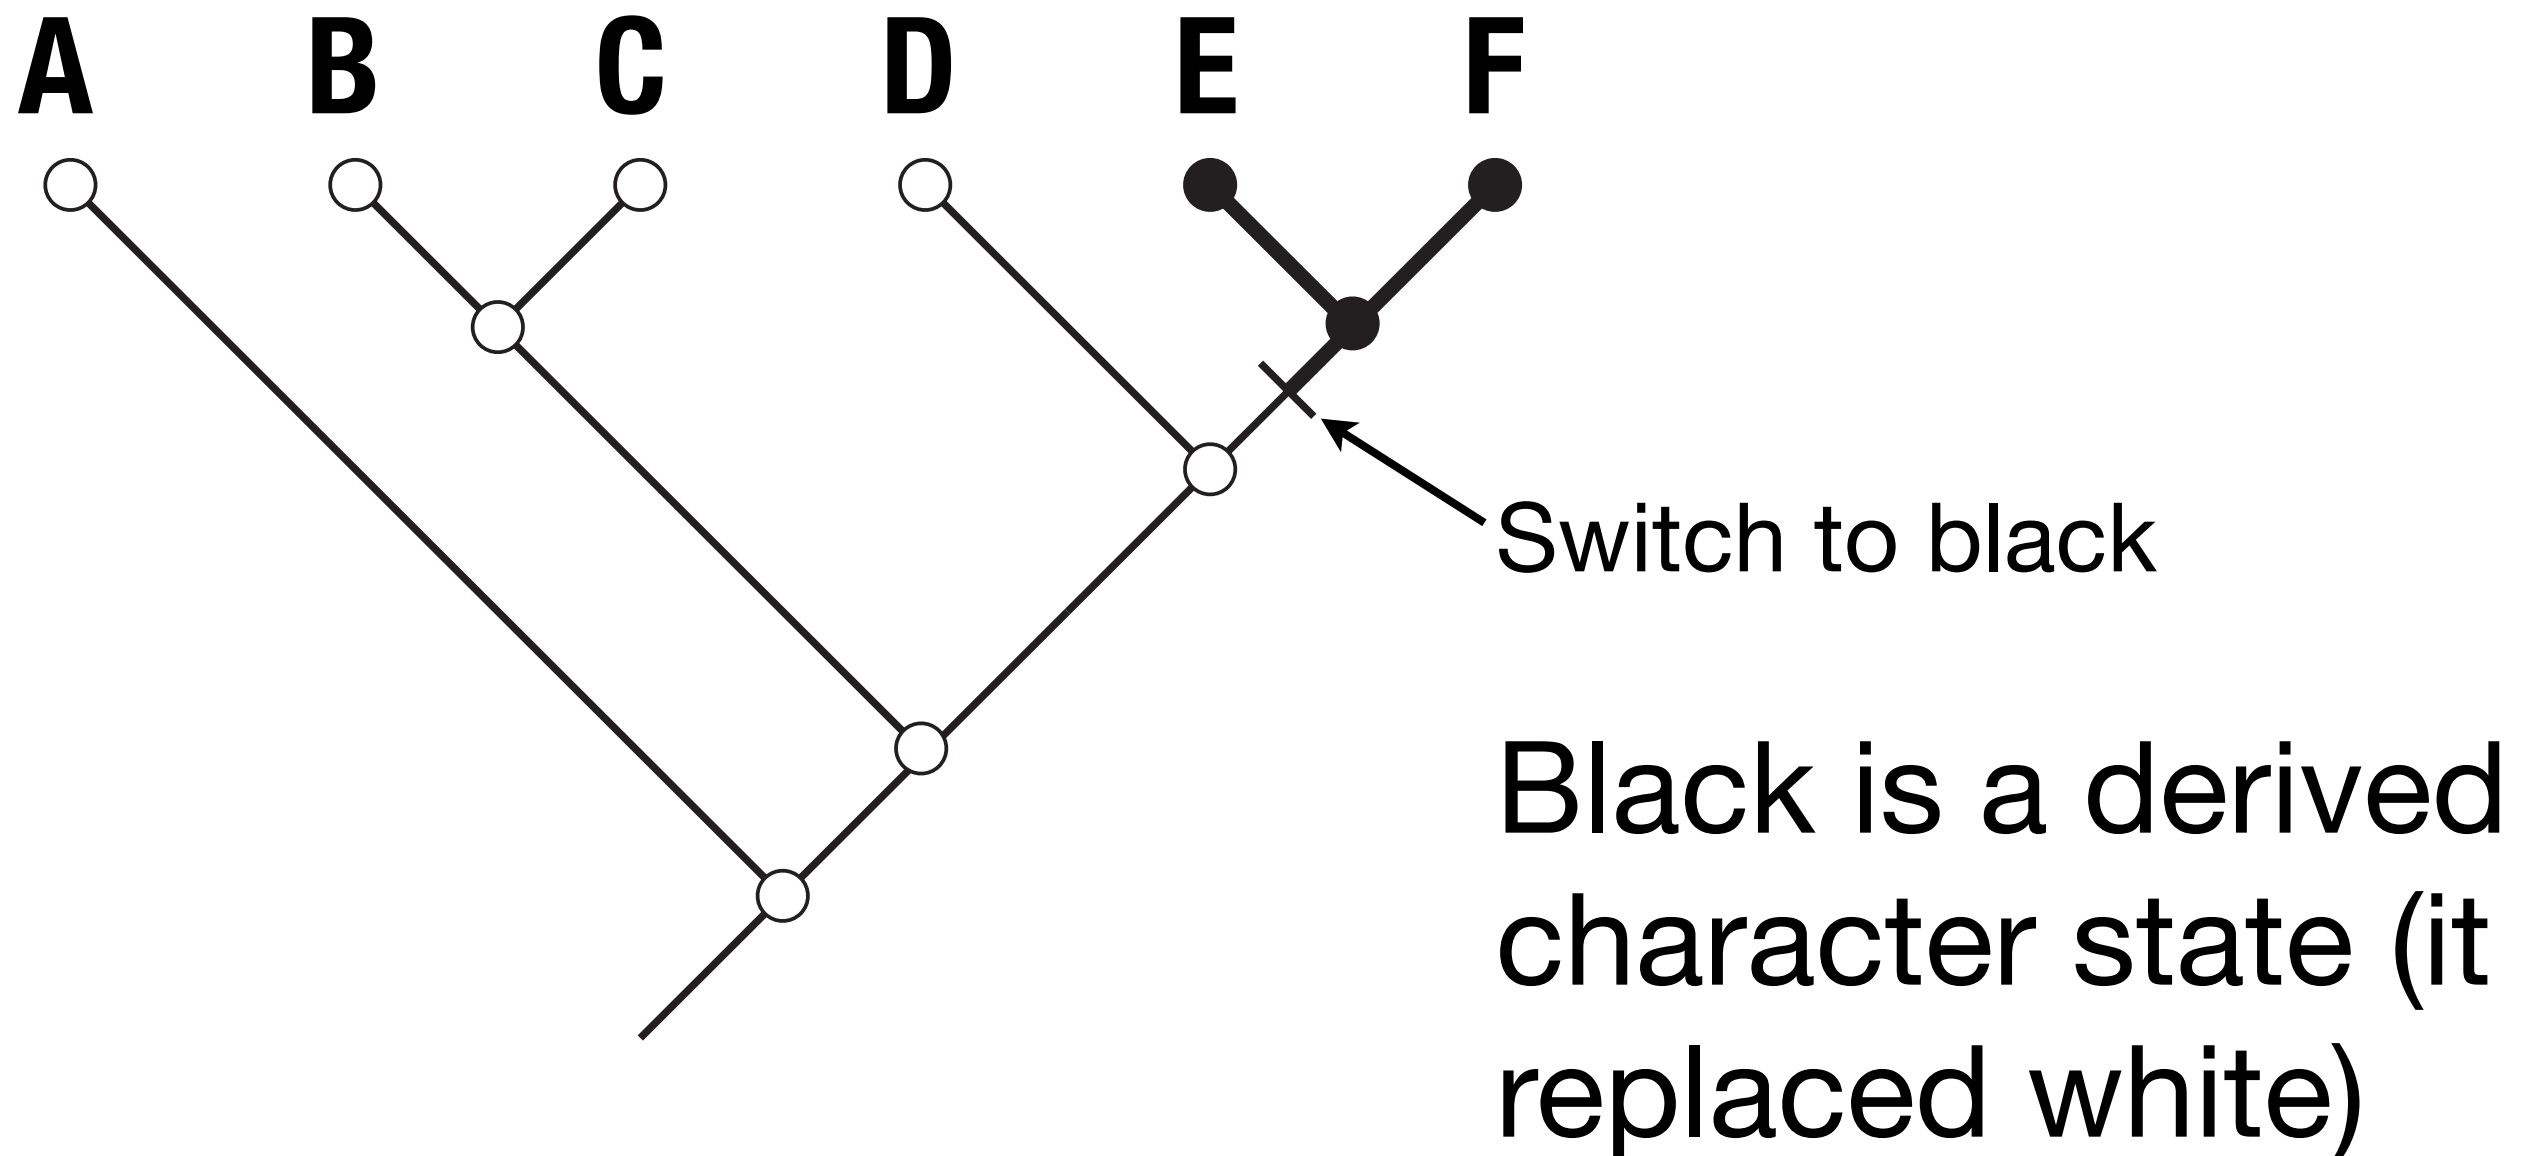 A B C D E F
Switch to black
Black is a derived
character state (it
replaced white)